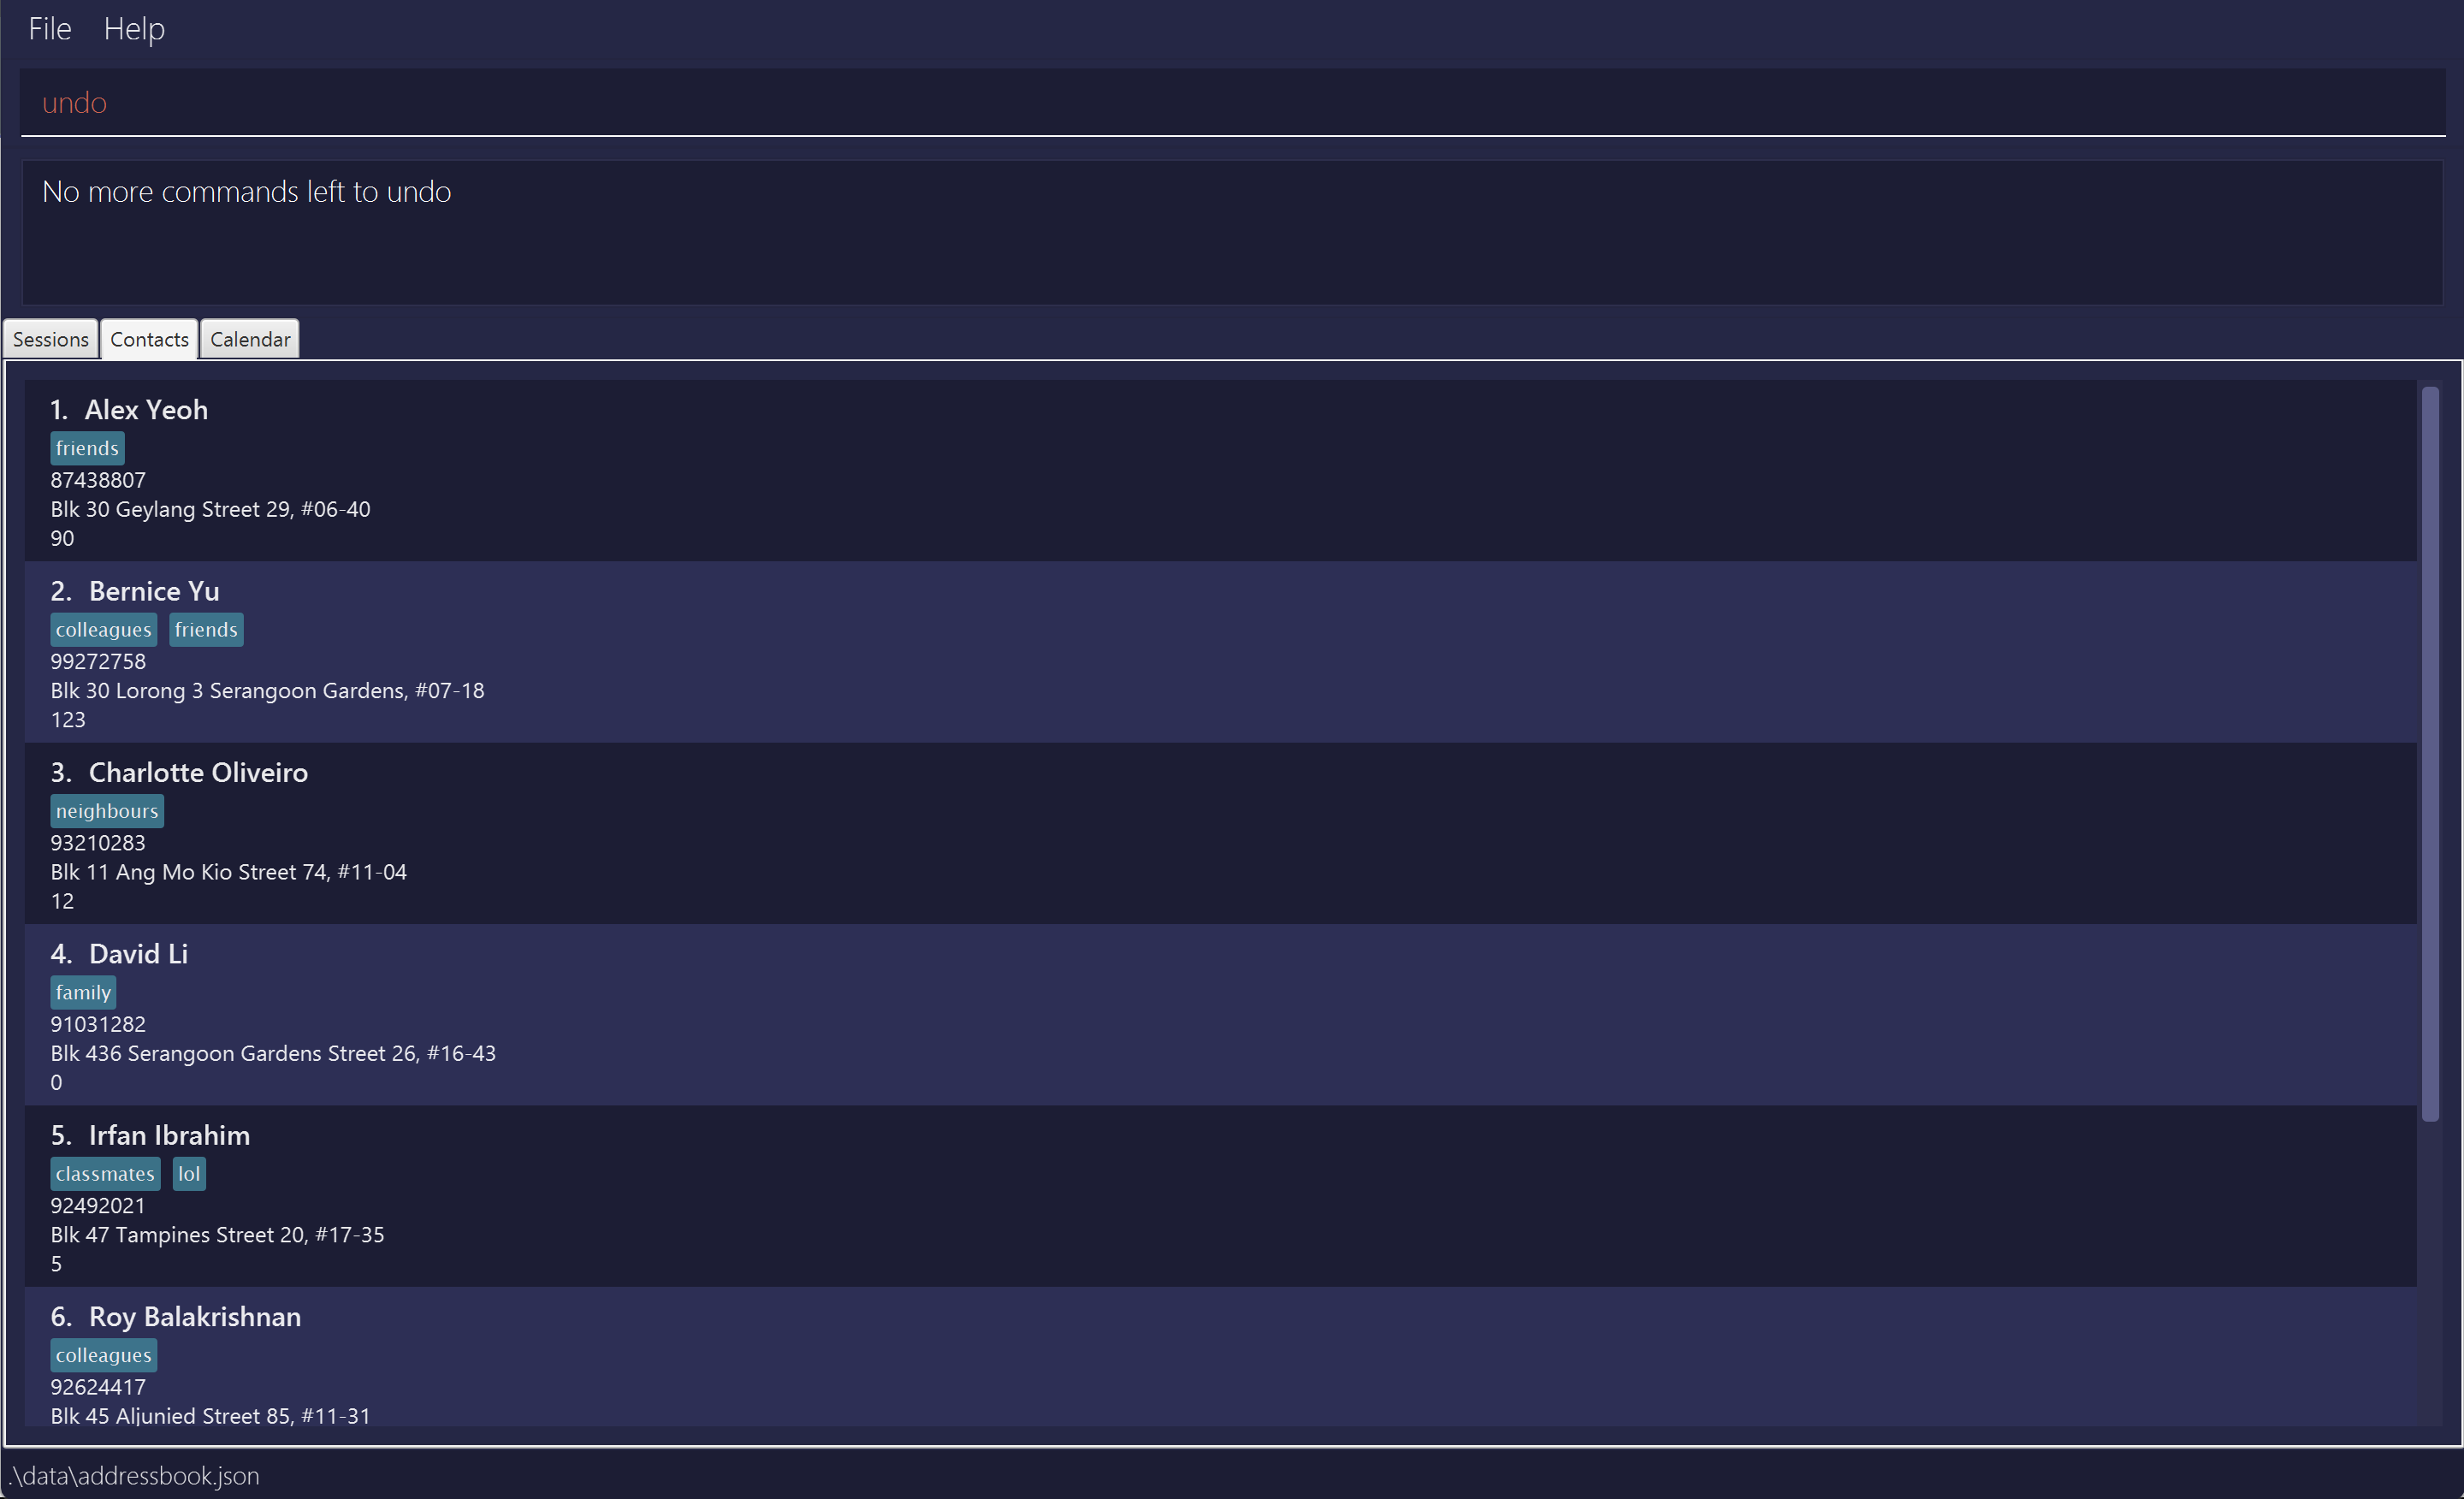 File Help
undo
No more commands left to undo
Sessions Contacts Calendar
1. Alex Yeoh
friends
87438807
Blk 30 Geylang Street 29, #06-40
90
2. Bernice Yu
colleagues friends
99272758
Blk 30 Lorong 3 Serangoon Gardens, #07-18
123
3. Charlotte Oliveiro
neighbours
93210283
Blk 11 Ang Mo Kio Street 74, #11-04
12
4. David Li
family
91031282
Blk 436 Serangoon Gardens Street 26, #16-43
0
5. Irfan Ibrahim
classmates lol
92492021
Blk 47 Tampines Street 20, #17-35
5
6. Roy Balakrishnan
colleagues
92624417
Blk 45 Aljunied Street 85, #11-31
.\data\addressbook.json